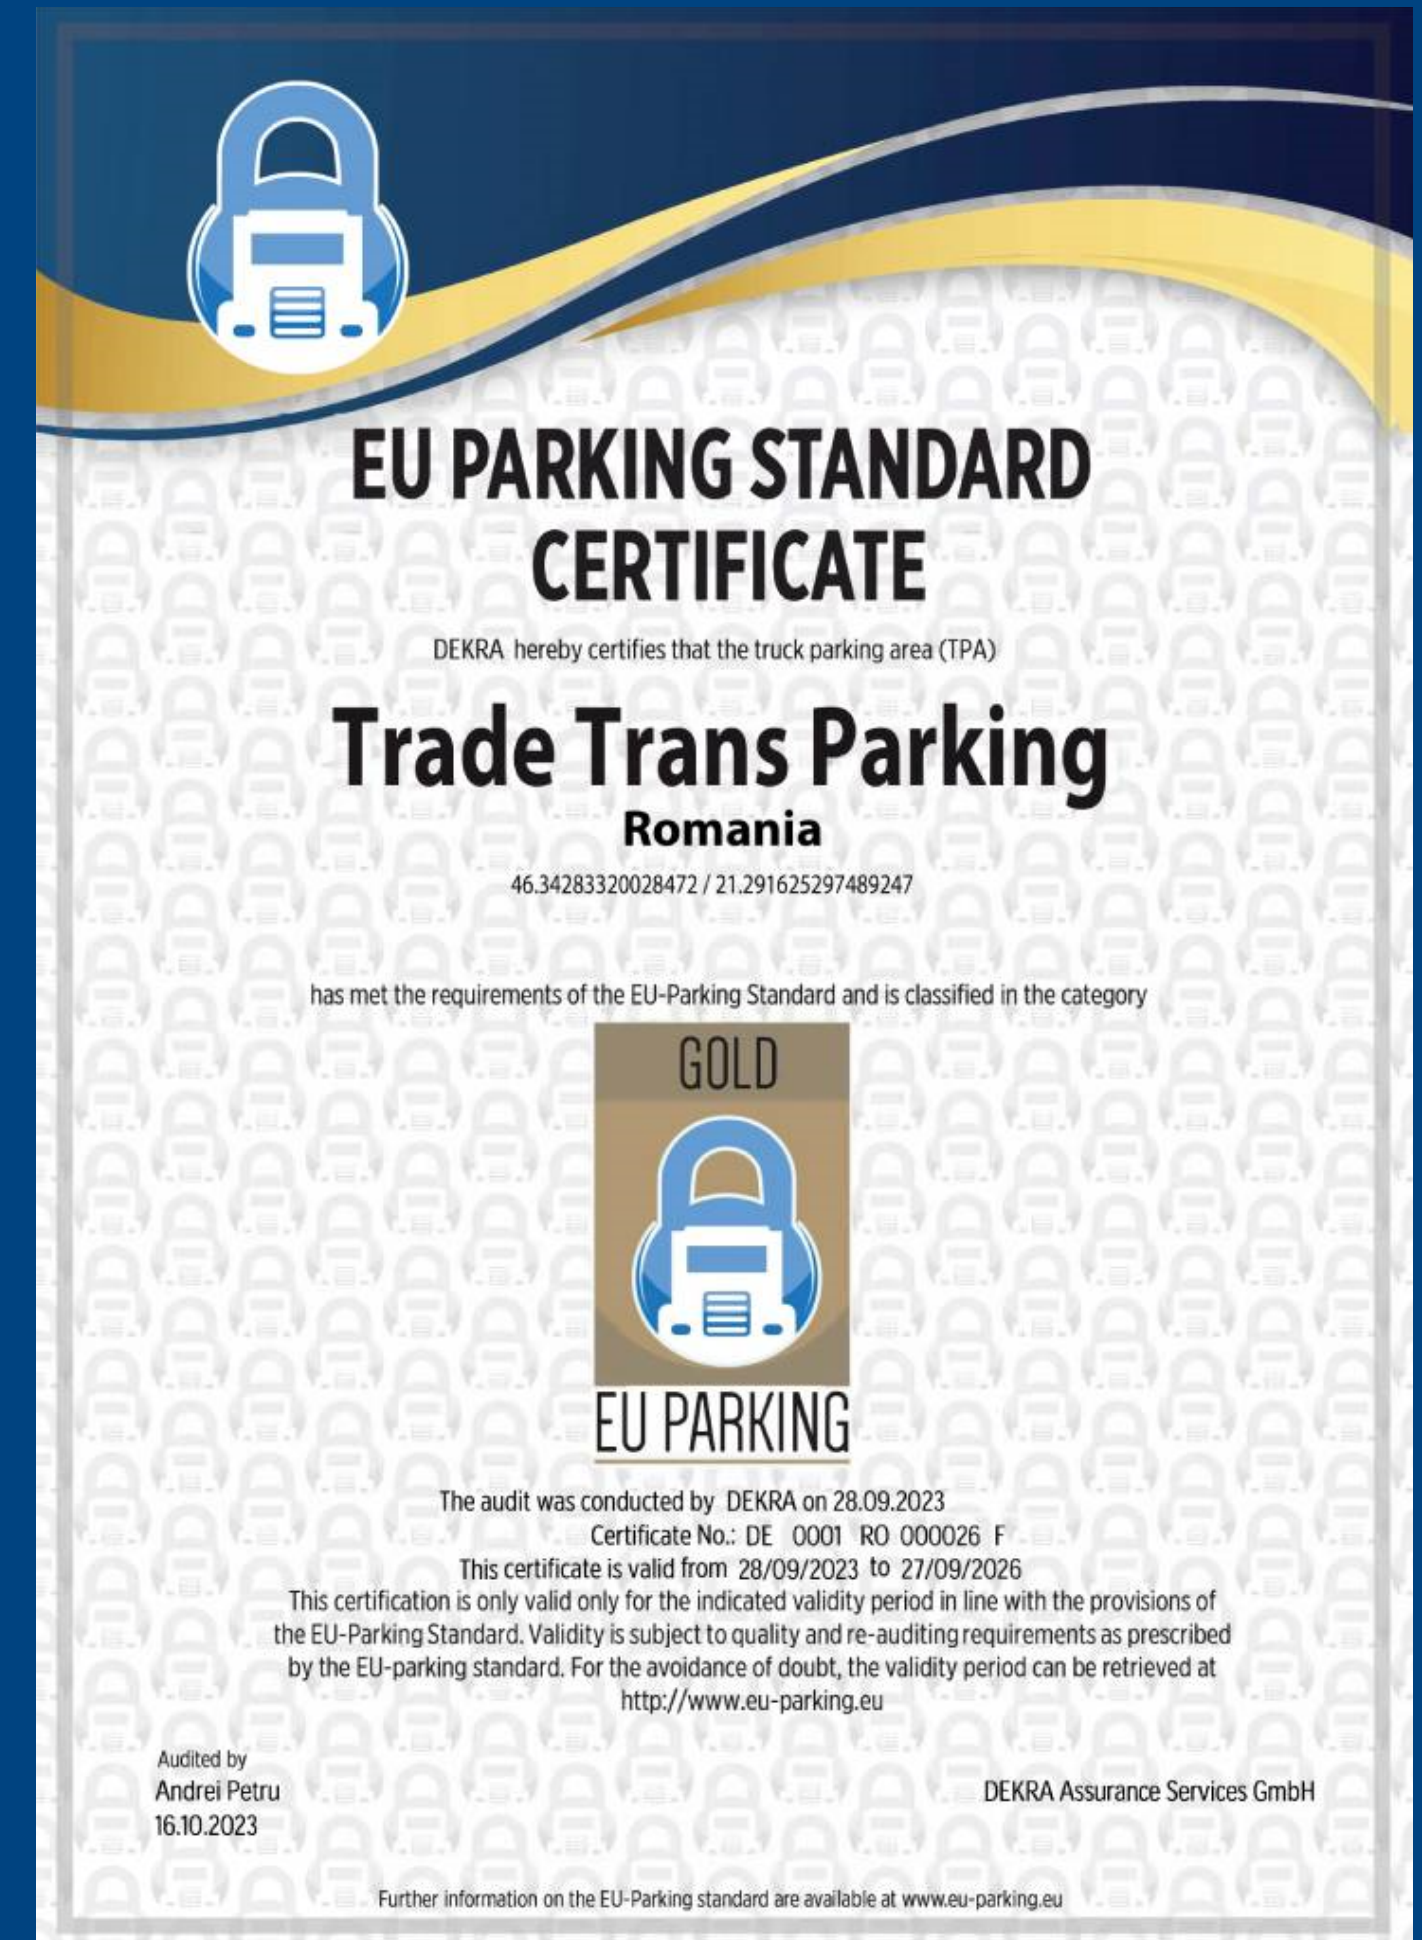 EU PARKING STANDARD
CERTIFICATE
DEKRA hereby certifies that the truck parking area (TPA)
Trade Trans Parking
Romania
46.34283320028472 / 21.291625297489247
has met the requirements of the EU-Parking Standard and is classified in the category
GOLD
EU PARKING
The audit was conducted by DEKRA on 28.09.2023
Certificate No.: DE 0001 RO 000026 F
This certificate is valid from 28/09/2023 to 27/09/2026
This certification is only valid only for the indicated validity period in line with the provisions of
the EU-Parking Standard. Validity is subject to quality and re-auditing requirements as prescribed
by the EU-parking standard. For the avoidance of doubt, the validity period can be retrieved at
http://www.eu-parking.eu
Audited by
Andrei Petru
16.10.2023
DEKRA Assurance Services GmbH
Further information on the EU-Parking standard are available at www.eu-parking.eu